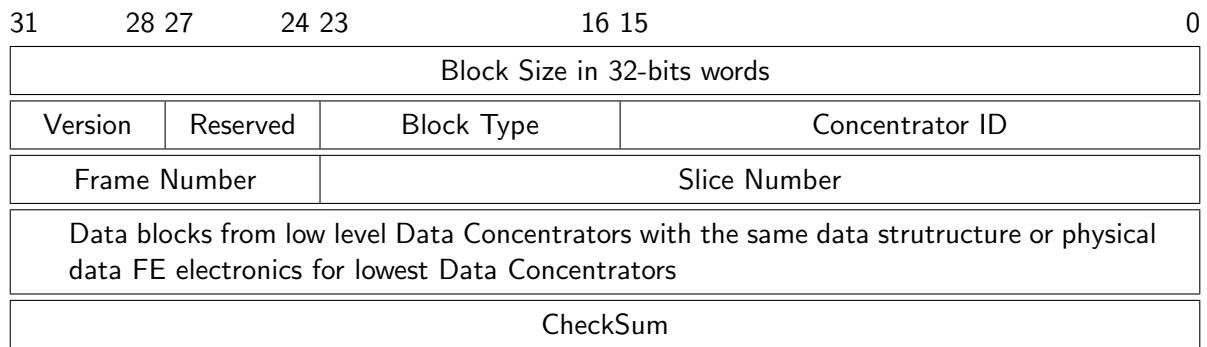 31 28 27 24 23 16 15 0
Block Size in 32-bits words
Version Reserved Block Type Concentrator ID
Frame Number Slice Number
Data blocks from low level Data Concentrators with the same data strutructure or physical
data FE electronics for lowest Data Concentrators
CheckSum